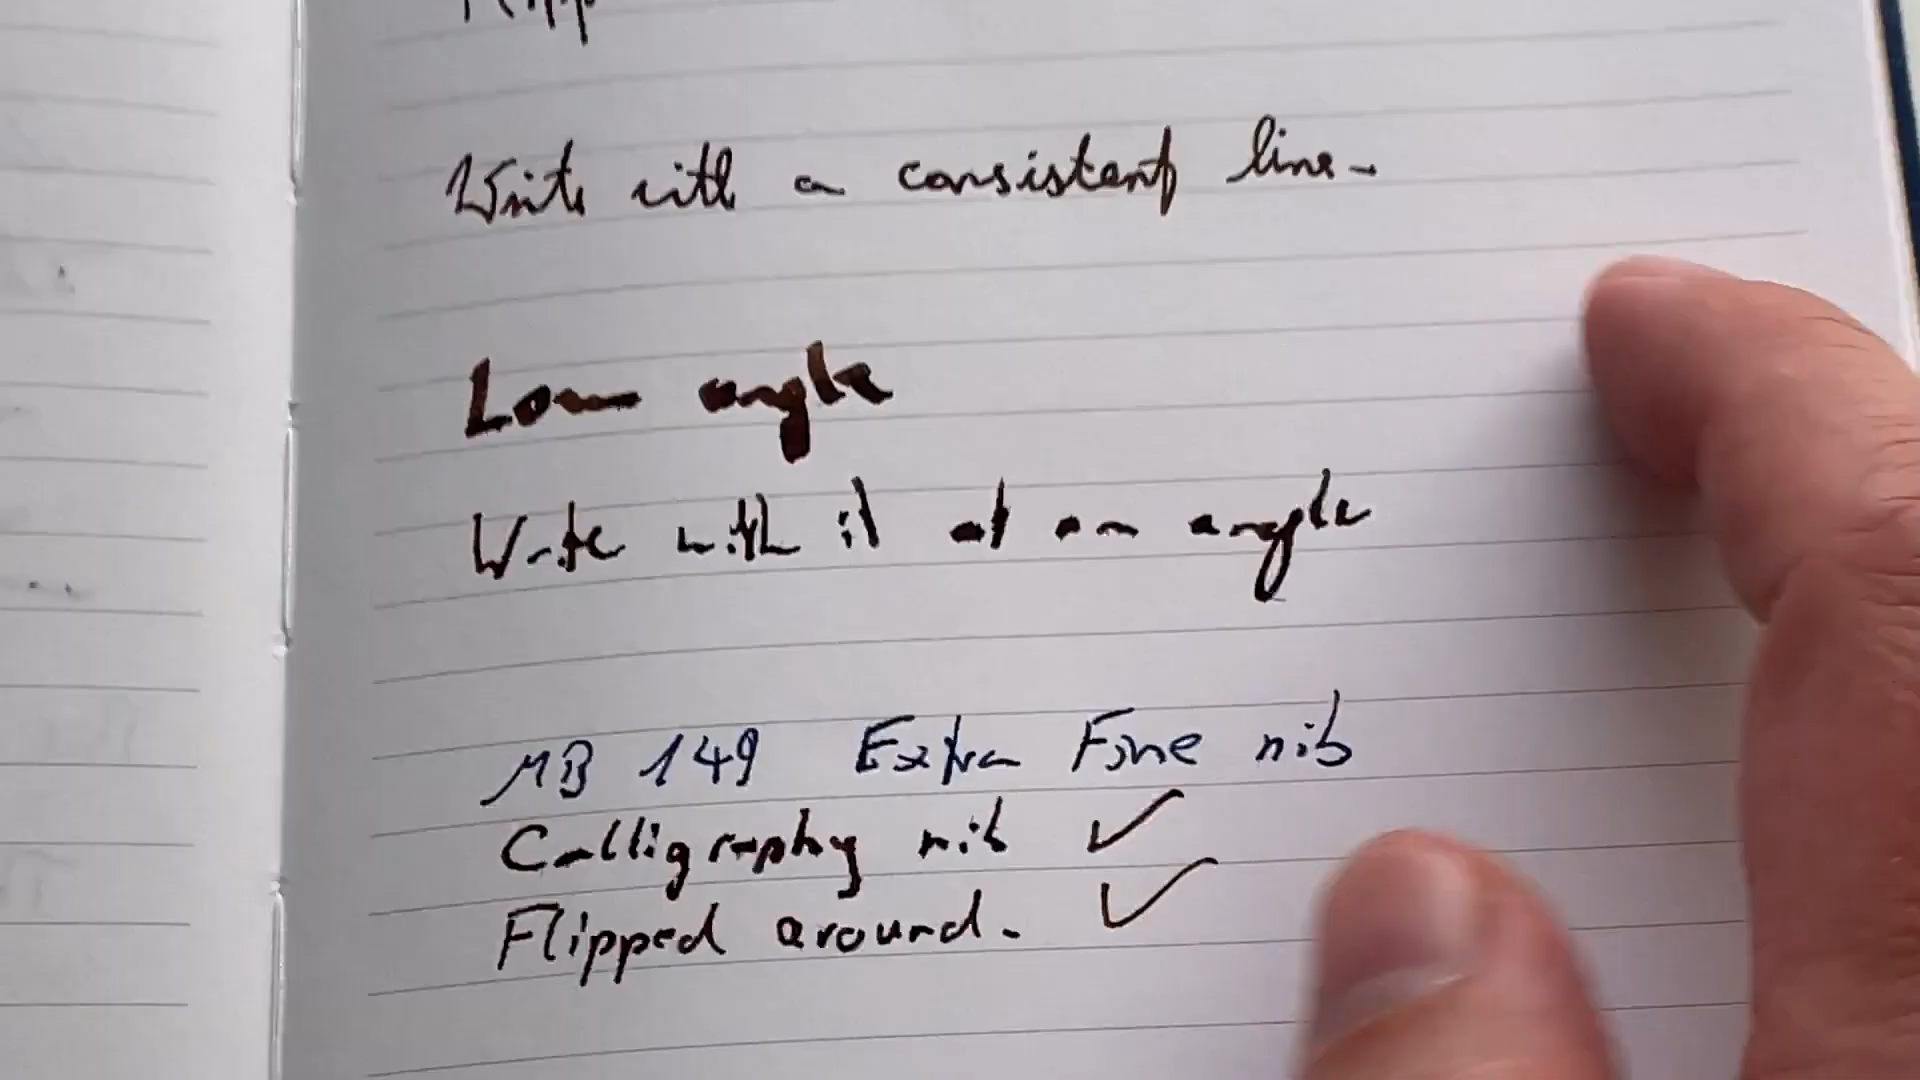 Write with a consistent line.
Low angle
Write with it at an angle
MB 149 Extra Fine nib
Calligraphy nib ✓
Flipped around. ✓